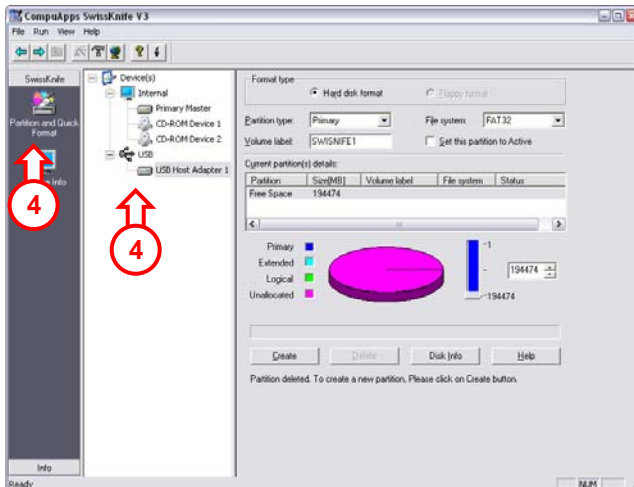 CompuApps SwissKnife V3
File Run View Help
SwissKnife
Partition and Quick
Format
Info
4
Device(s)
Internal
Primary Master
CD-ROM Device 1
CD-ROM Device 2
USB
USB Host Adapter 1
4
Format type
Hard disk format
Floppy format
Partition type: Primary
File system: FAT32
Volume label: SWISNIFE1
Set this partition to Active
Current partition(s) details:
Partition Size[MB] Volume label File system Status
Free Space 194474
Primary
Extended
Logical
Unallocated
-1
-
-194474
194474
Create Delete Disk Info Help
Partition deleted. To create a new partition, Please click on Create button.
Info
Ready
NUM